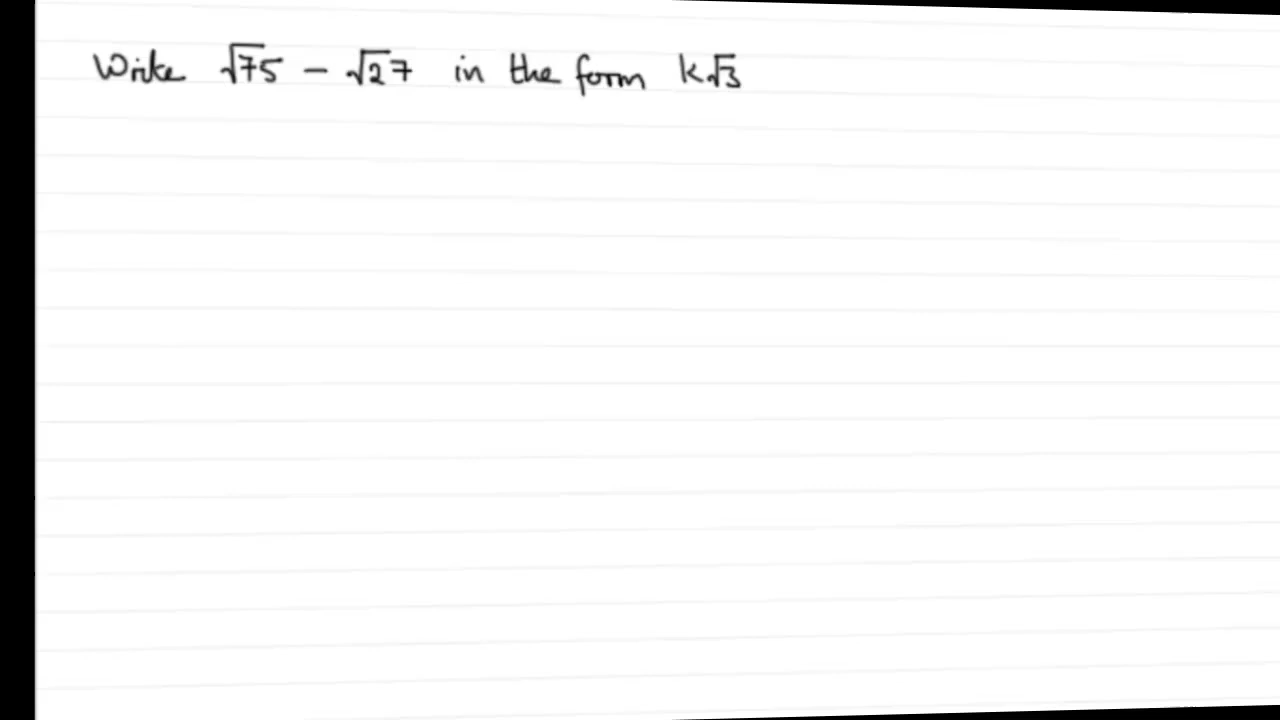 Write √75 − √27 in the form k√3